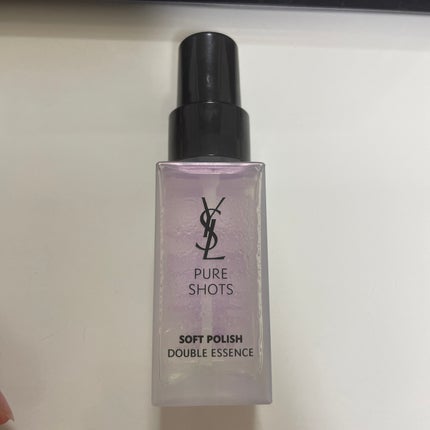 YSL
PURE
SHOTS
SOFT POLISH
DOUBLE ESSENCE